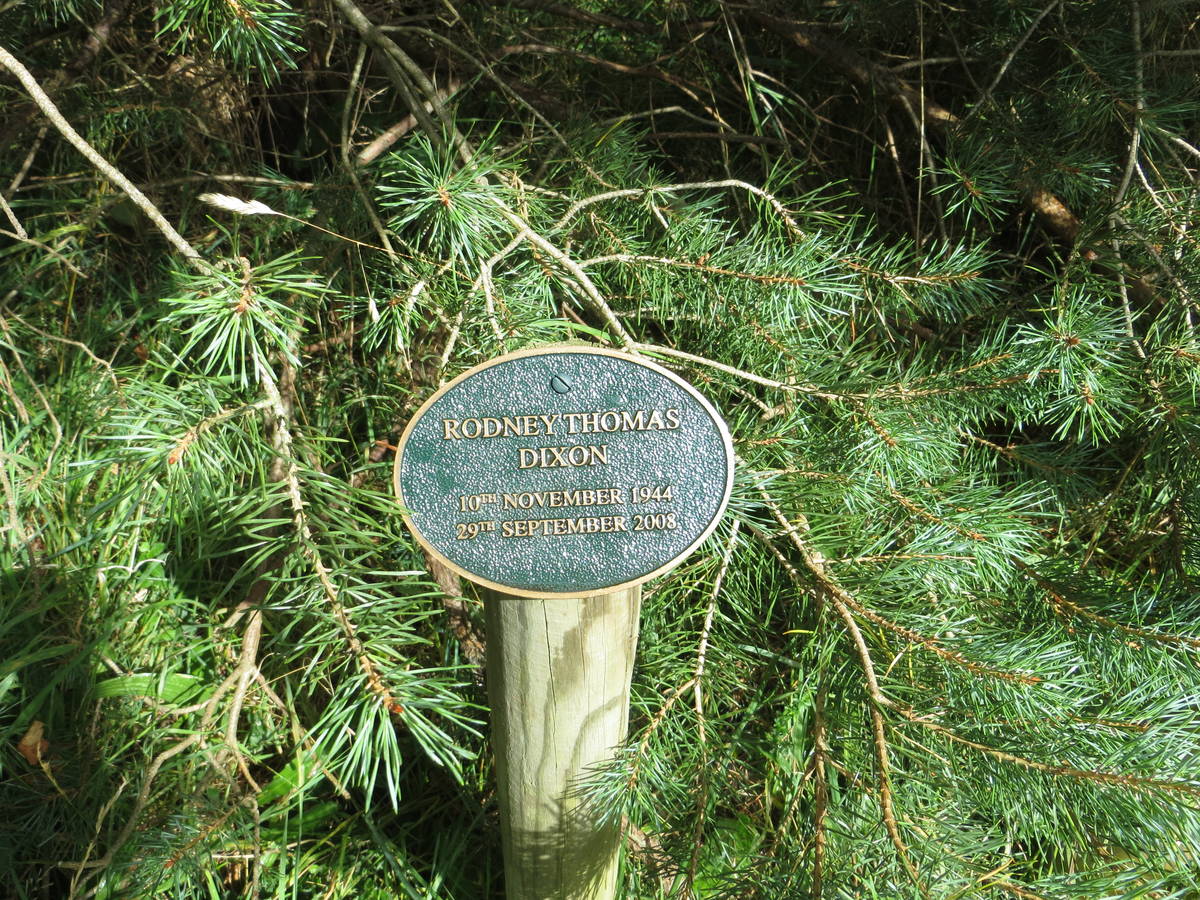 RODNEY THOMAS
DIXON
10TH NOVEMBER 1944
29TH SEPTEMBER 2008